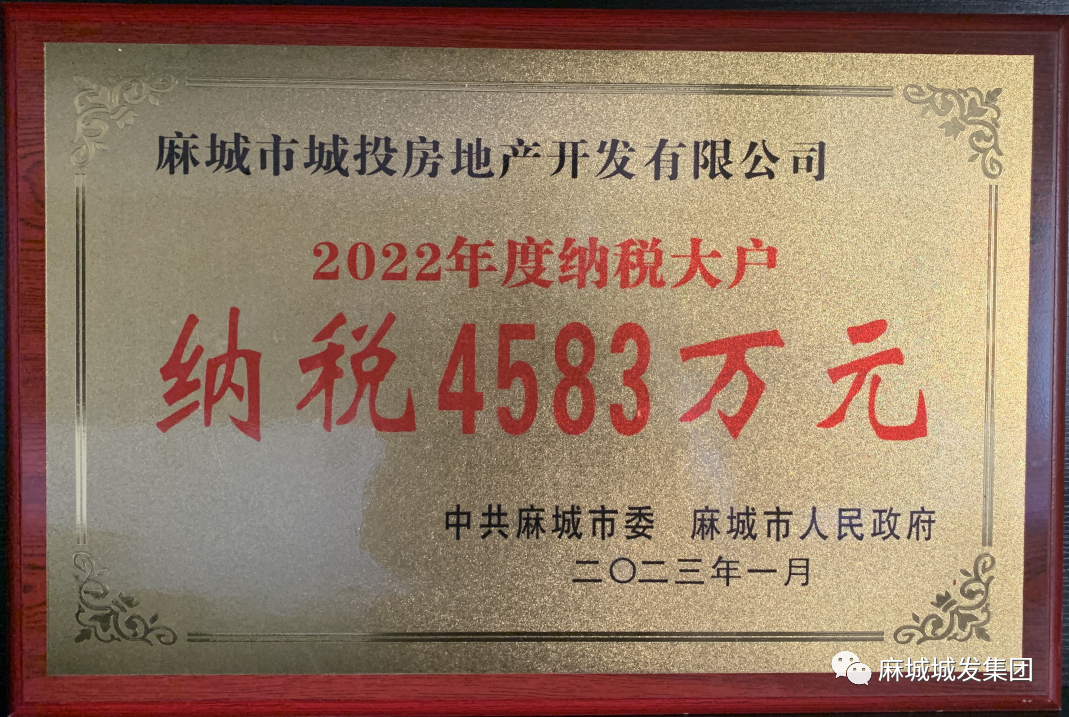 麻城市城投房地产开发有限公司
2022年度纳税大户
纳税4583万元
中共麻城市委 麻城市人民政府
二〇二三年一月
麻城城发集团